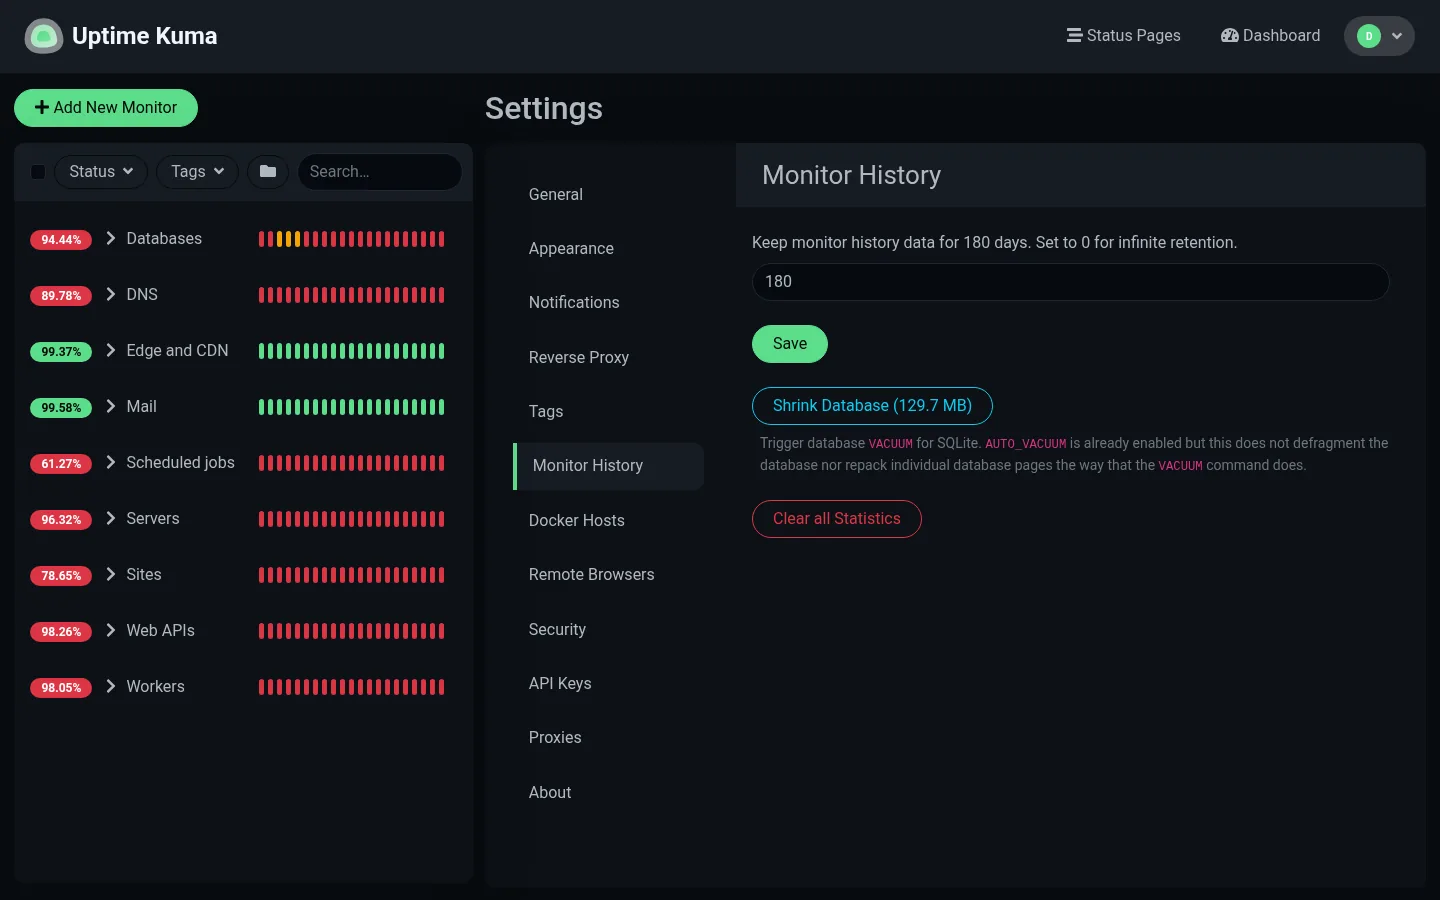 Uptime Kuma
Status Pages
Dashboard
D
Add New Monitor
Status
Tags
Search...
94.44% Databases
89.78% DNS
99.37% Edge and CDN
99.58% Mail
61.27% Scheduled jobs
96.32% Servers
78.65% Sites
98.26% Web APIs
98.05% Workers
Settings
General
Appearance
Notifications
Reverse Proxy
Tags
Monitor History
Docker Hosts
Remote Browsers
Security
API Keys
Proxies
About
Monitor History
Keep monitor history data for 180 days. Set to 0 for infinite retention.
180
Save
Shrink Database (129.7 MB)
Trigger database VACUUM for SQLite. AUTO_VACUUM is already enabled but this does not defragment the
database nor repack individual database pages the way that the VACUUM command does.
Clear all Statistics